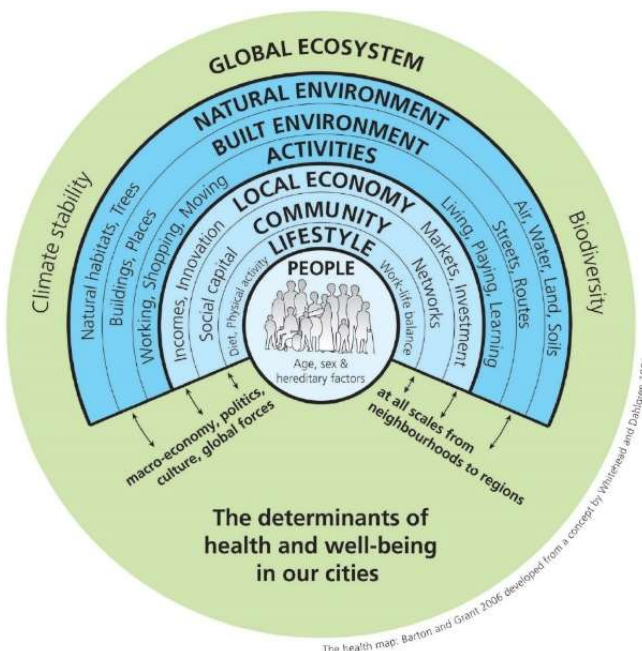 GLOBAL ECOSYSTEM
NATURAL ENVIRONMENT
BUILT ENVIRONMENT
ACTIVITIES
LOCAL ECONOMY
COMMUNITY
LIFESTYLE
PEOPLE
Age, sex &
hereditary factors
Climate stability
Natural habitats, Trees
Buildings, Places
Working, Shopping, Moving
Incomes, Innovation
Social capital
Diet, Physical activity
Work-life balance
Networks
Markets, Investment
Living, Playing, Learning
Streets, Routes
Air, Water, Land, Soils
Biodiversity
macro-economy, politics,
culture, global forces
at all scales from
neighbourhoods to regions
The determinants of
health and well-being
in our cities
The health map: Barton and Grant 2006 developed from a concept by Whitehead and Dahlgren